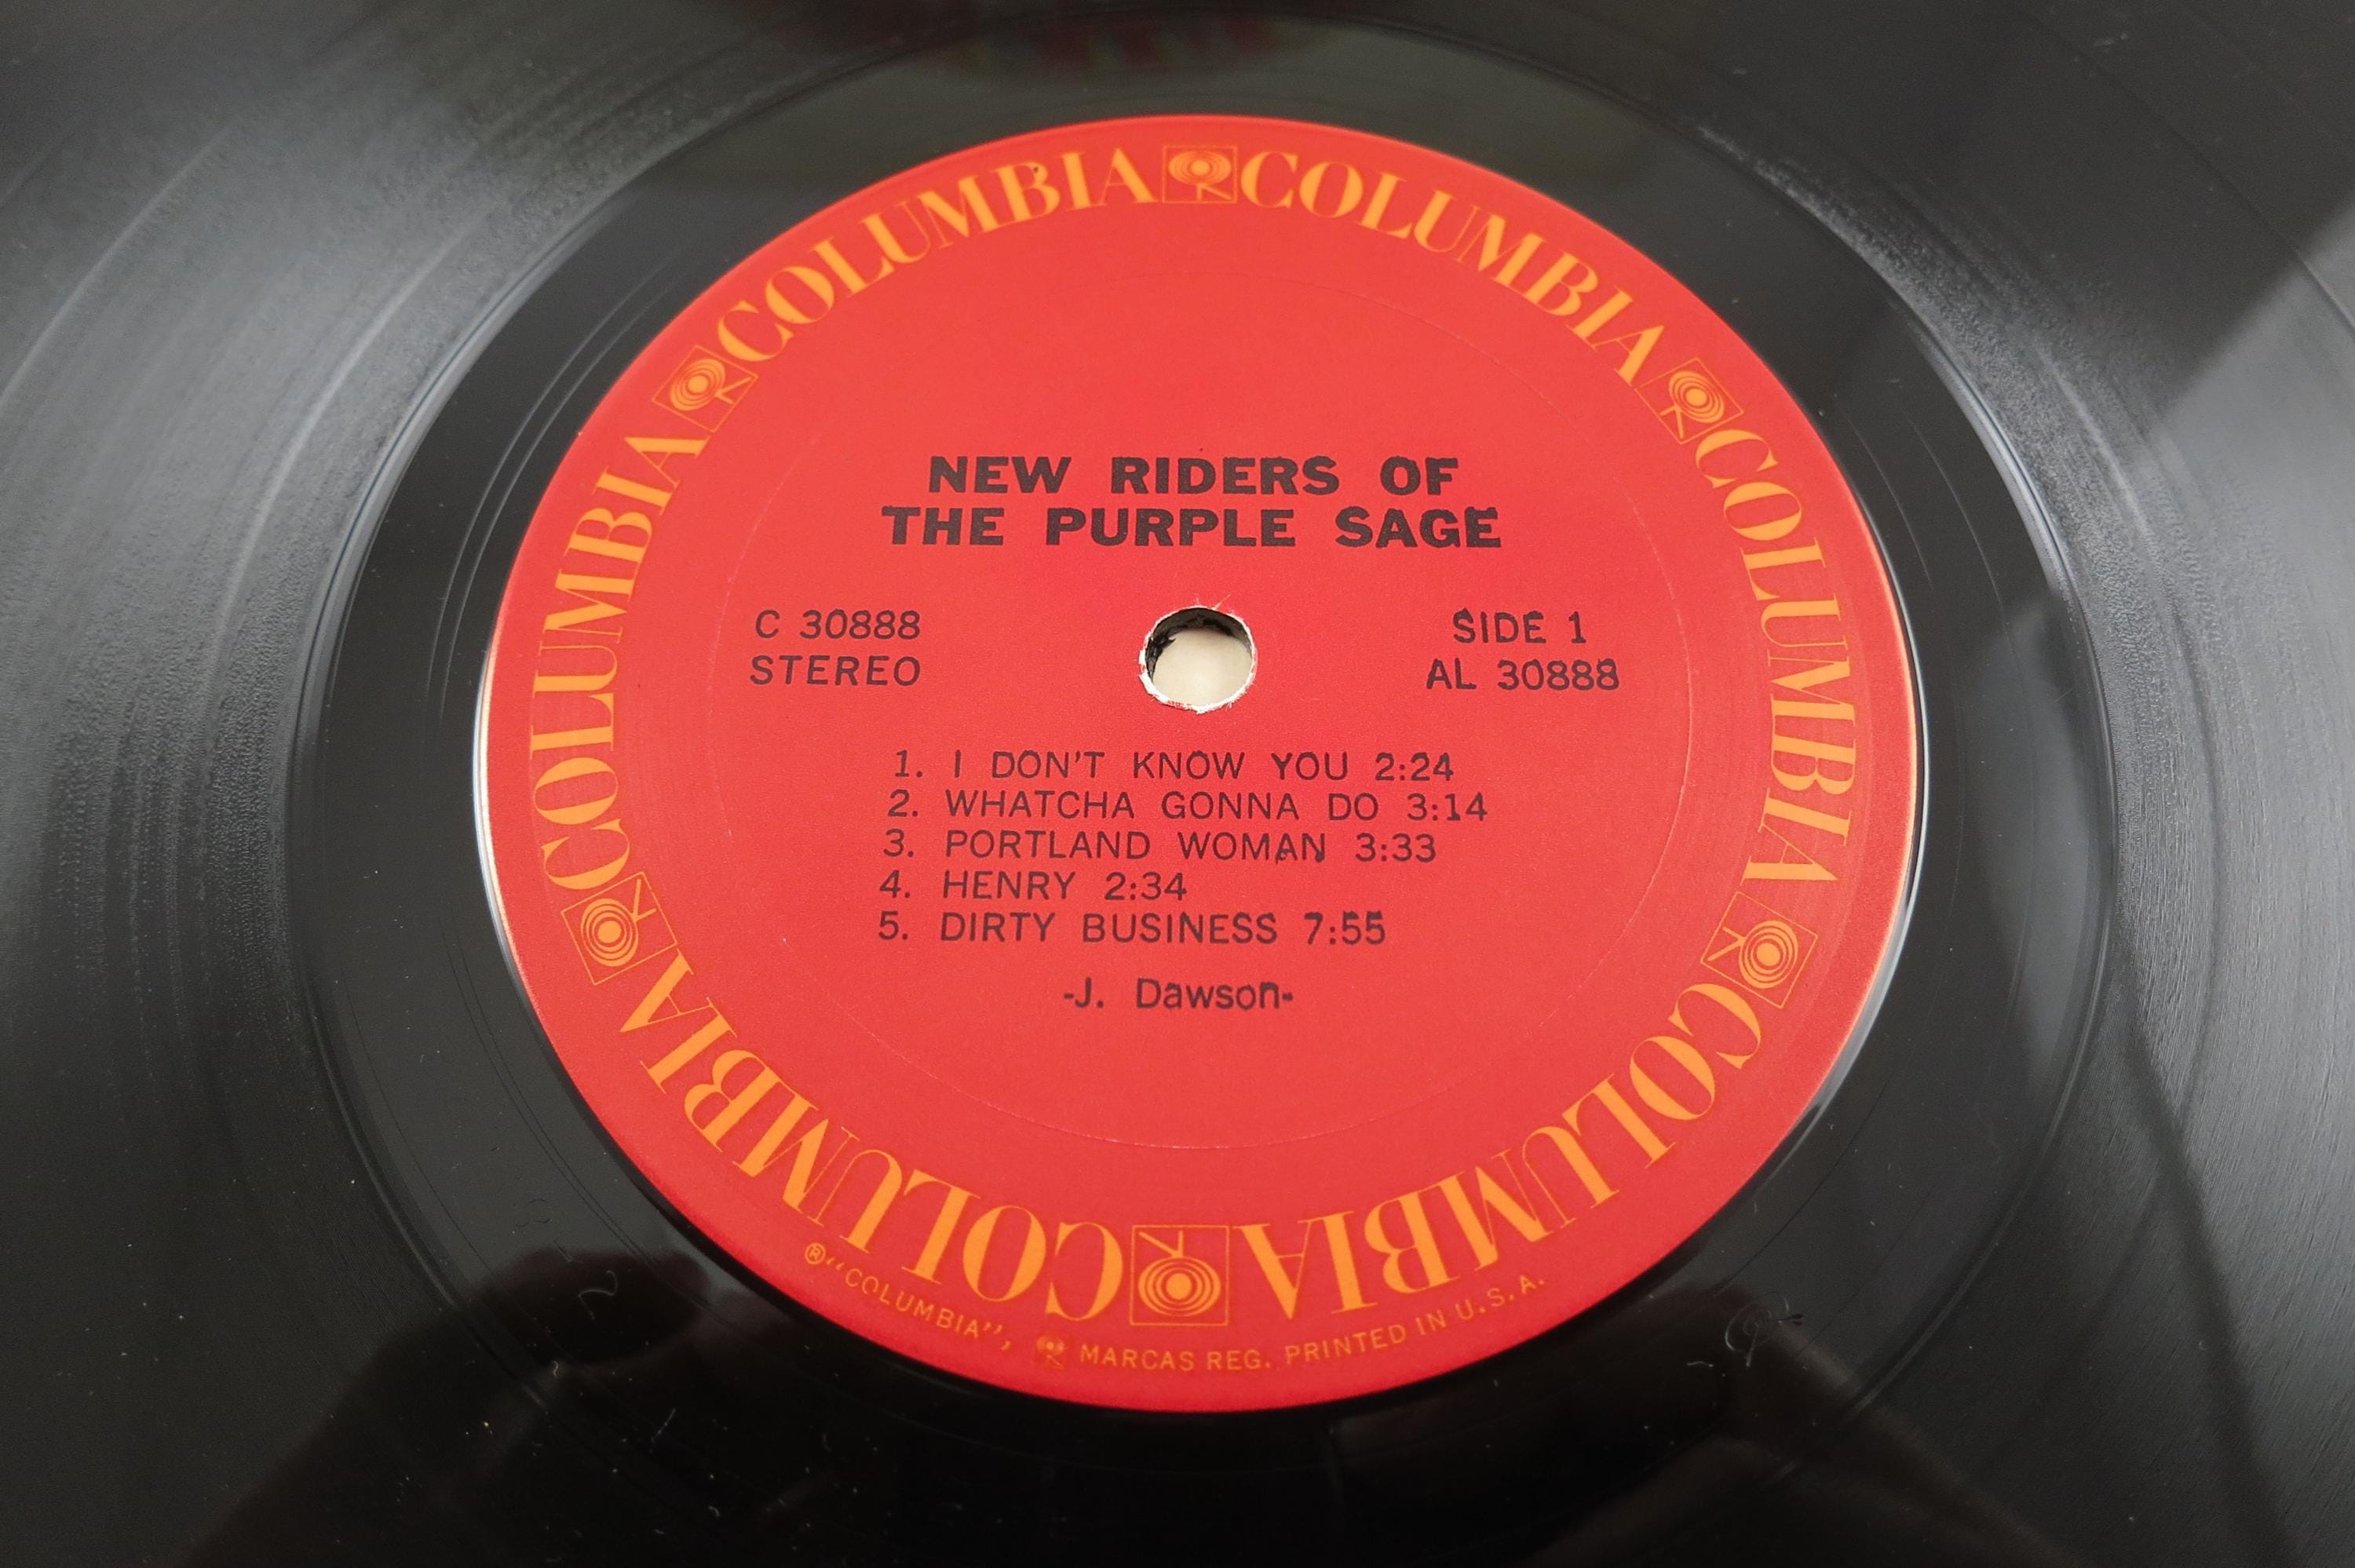 COLUMBIA COLUMBIA COLUMBIA COLUMBIA COLUMBIA COLUMBIA
NEW RIDERS OF
THE PURPLE SAGE
C 30888
STEREO
SIDE 1
AL 30888
1. I DON'T KNOW YOU 2:24
2. WHATCHA GONNA DO 3:14
3. PORTLAND WOMAN 3:33
4. HENRY 2:34
5. DIRTY BUSINESS 7:55
-J. Dawson-
®"COLUMBIA", MARCAS REG. PRINTED IN U.S.A.